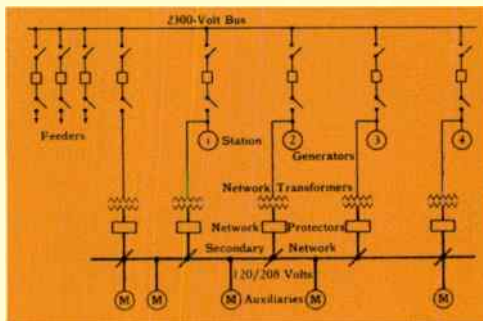 2300-Volt Bus
Feeders
1 Station 2 3 4
Generators
Network Transformers
Network Protectors
Secondary Network
120/208 Volts
M M M Auxiliaries M M